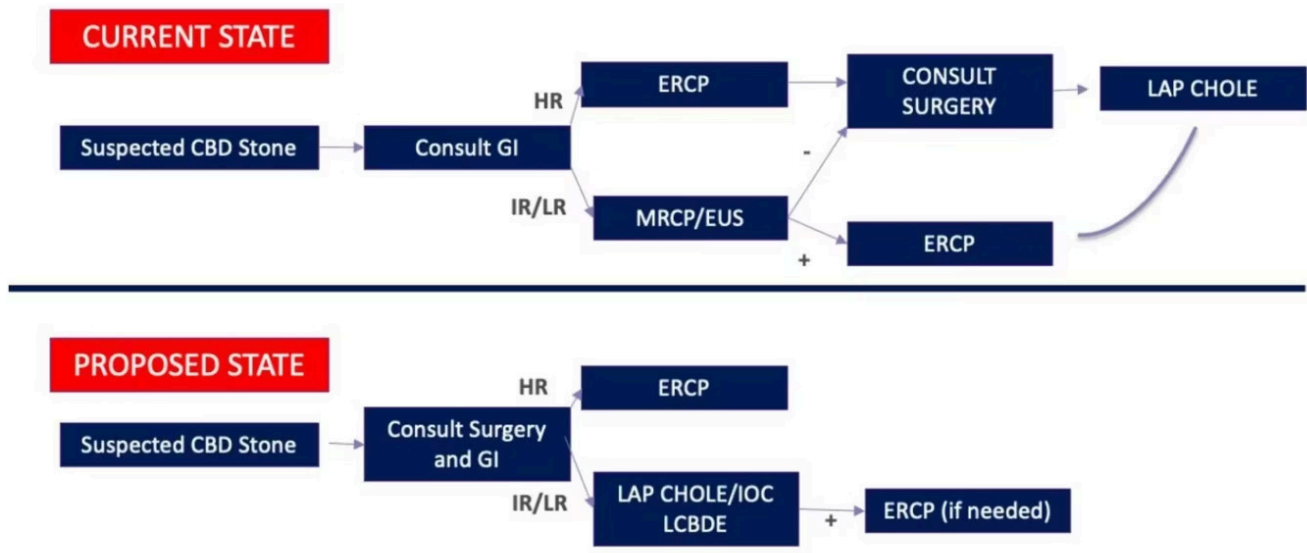 CURRENT STATE
Suspected CBD Stone
Consult GI
HR
ERCP
IR/LR
MRCP/EUS
-
+
CONSULT
SURGERY
ERCP
LAP CHOLE
PROPOSED STATE
Suspected CBD Stone
Consult Surgery
and GI
HR
ERCP
IR/LR
LAP CHOLE/IOC
LCBDE
+
ERCP (if needed)